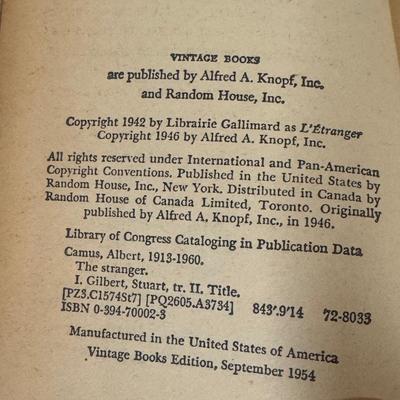 VINTAGE BOOKS
are published by Alfred A. Knopf, Inc.
and Random House, Inc.
Copyright 1942 by Librairie Gallimard as L'Étranger
Copyright 1946 by Alfred A. Knopf, Inc.
All rights reserved under International and Pan-American
Copyright Conventions. Published in the United States by
Random House, Inc., New York. Distributed in Canada by
Random House of Canada Limited, Toronto. Originally
published by Alfred A. Knopf, Inc., in 1946.
Library of Congress Cataloging in Publication Data
Camus, Albert, 1913-1960.
The stranger.
I. Gilbert, Stuart, tr. II. Title.
[PZ3.C1574St7] [PQ2605.A3734] 843'.9'14 72-8033
ISBN 0-394-70002-3
Manufactured in the United States of America
Vintage Books Edition, September 1954